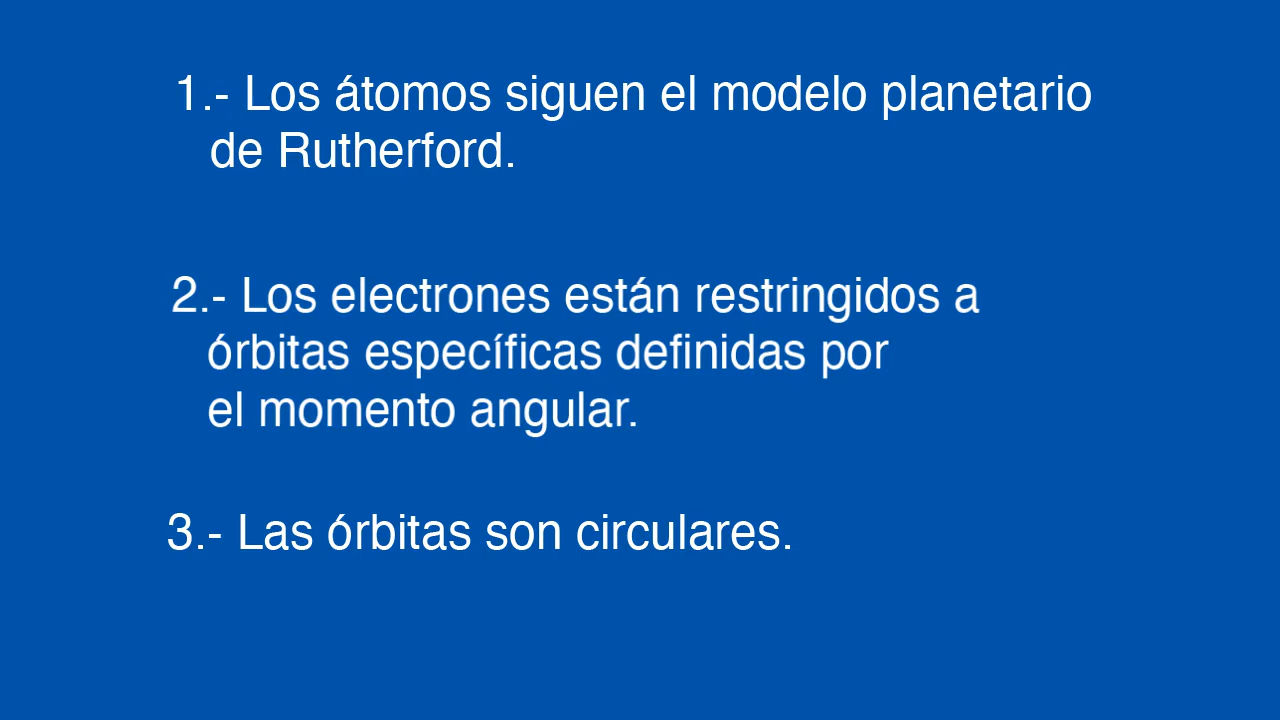 1.- Los átomos siguen el modelo planetario
de Rutherford.
2.- Los electrones están restringidos a
órbitas específicas definidas por
el momento angular.
3.- Las órbitas son circulares.